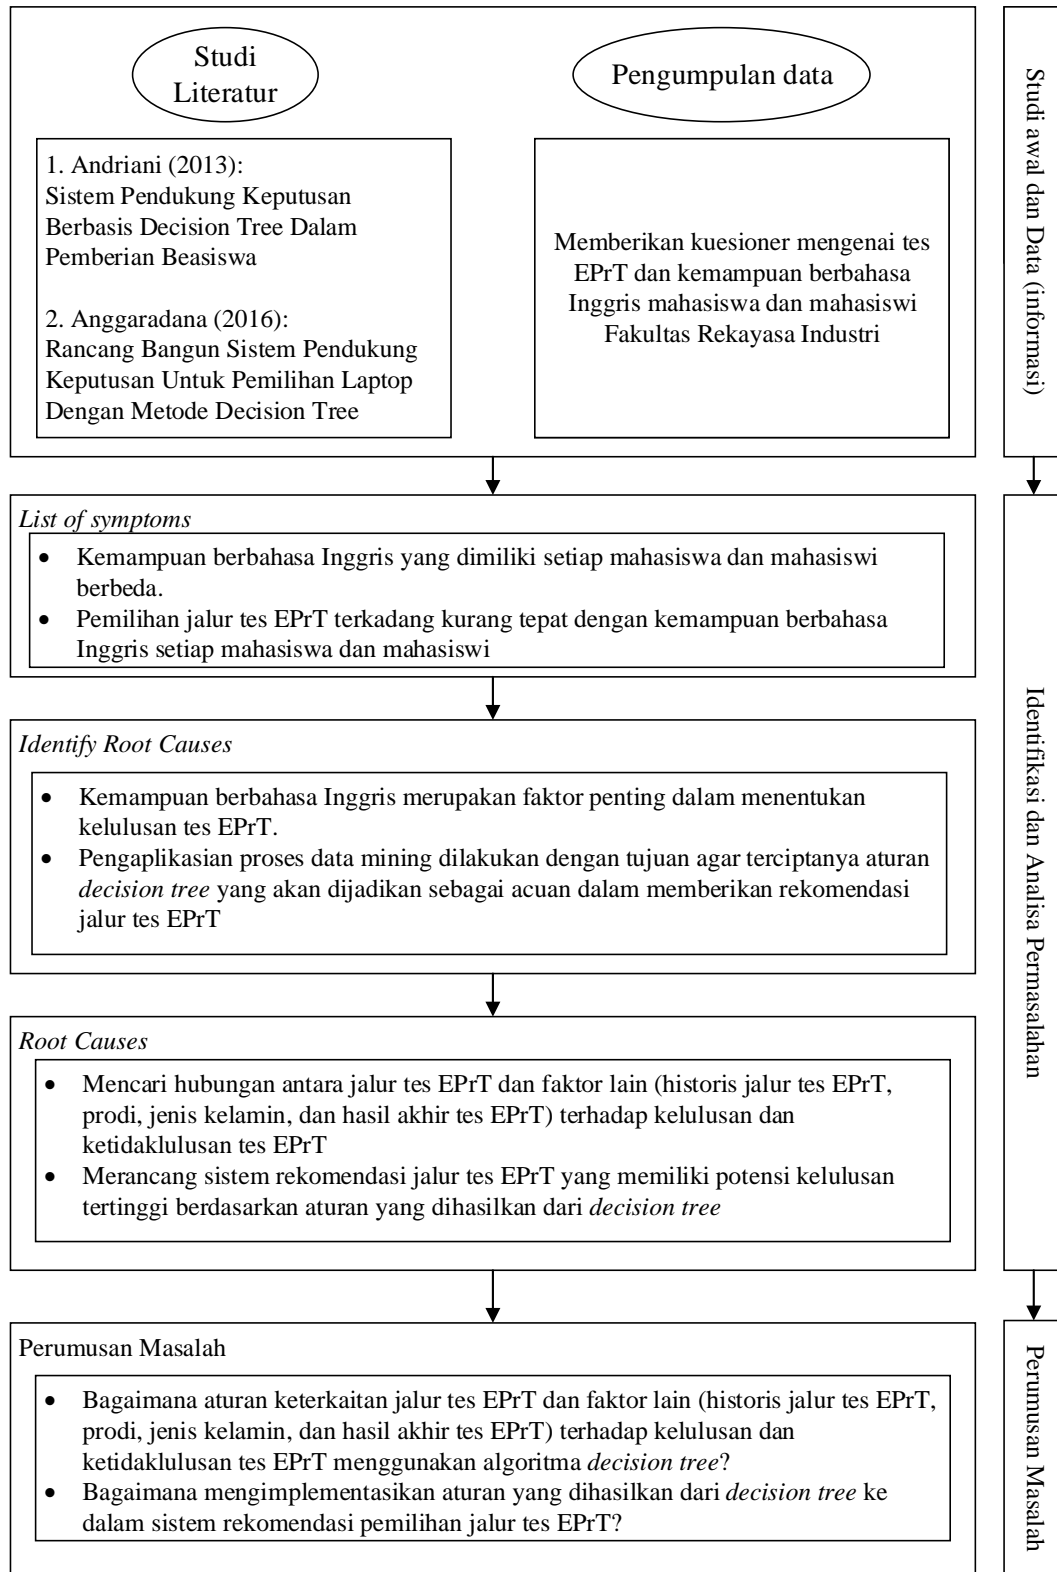 Studi
Literatur
Pengumpulan data
1. Andriani (2013):
Sistem Pendukung Keputusan
Berbasis Decision Tree Dalam
Pemberian Beasiswa
2. Anggaradana (2016):
Rancang Bangun Sistem Pendukung
Keputusan Untuk Pemilihan Laptop
Dengan Metode Decision Tree
Memberikan kuesioner mengenai tes
EPrT dan kemampuan berbahasa
Inggris mahasiswa dan mahasiswi
Fakultas Rekayasa Industri
Studi awal dan Data (informasi)
List of symptoms
• Kemampuan berbahasa Inggris yang dimiliki setiap mahasiswa dan mahasiswi
berbeda.
• Pemilihan jalur tes EPrT terkadang kurang tepat dengan kemampuan berbahasa
Inggris setiap mahasiswa dan mahasiswi
Identify Root Causes
• Kemampuan berbahasa Inggris merupakan faktor penting dalam menentukan
kelulusan tes EPrT.
• Pengaplikasian proses data mining dilakukan dengan tujuan agar terciptanya aturan
decision tree yang akan dijadikan sebagai acuan dalam memberikan rekomendasi
jalur tes EPrT
Root Causes
• Mencari hubungan antara jalur tes EPrT dan faktor lain (historis jalur tes EPrT,
prodi, jenis kelamin, dan hasil akhir tes EPrT) terhadap kelulusan dan
ketidaklulusan tes EPrT
• Merancang sistem rekomendasi jalur tes EPrT yang memiliki potensi kelulusan
tertinggi berdasarkan aturan yang dihasilkan dari decision tree
Identifikasi dan Analisa Permasalahan
Perumusan Masalah
• Bagaimana aturan keterkaitan jalur tes EPrT dan faktor lain (historis jalur tes EPrT,
prodi, jenis kelamin, dan hasil akhir tes EPrT) terhadap kelulusan dan
ketidaklulusan tes EPrT menggunakan algoritma decision tree?
• Bagaimana mengimplementasikan aturan yang dihasilkan dari decision tree ke
dalam sistem rekomendasi pemilihan jalur tes EPrT?
Perumusan Masalah